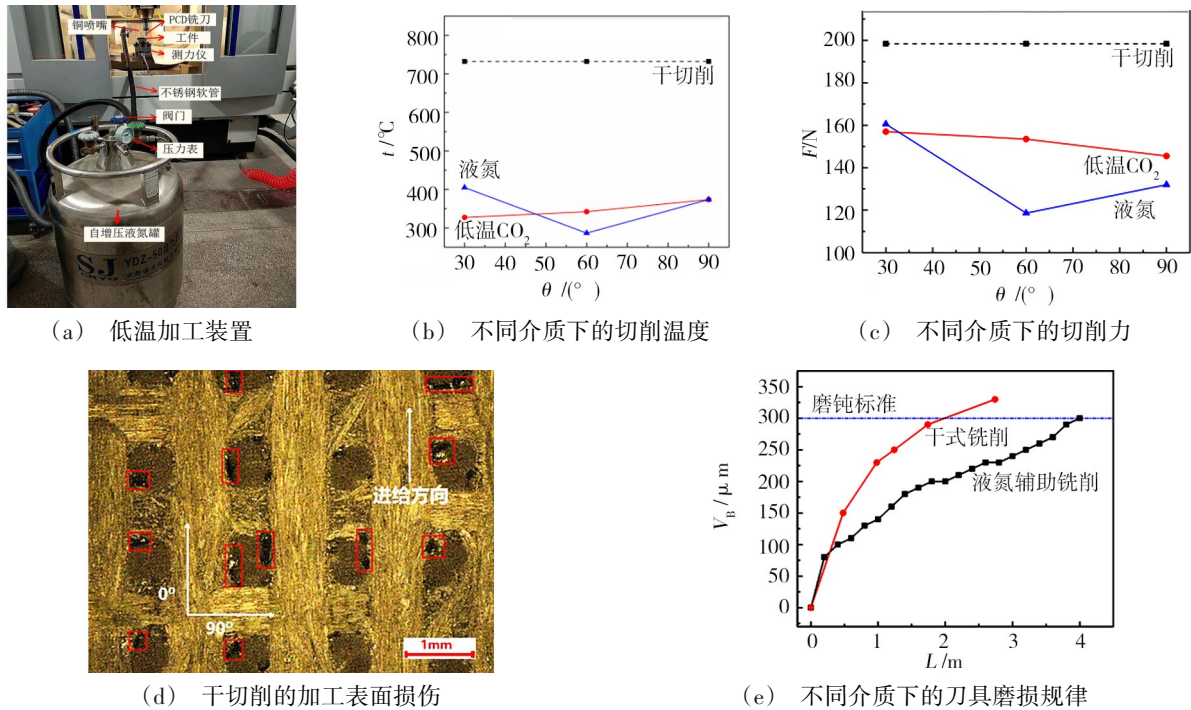 铜喷嘴
PCD铣刀
工件
测力仪
不锈钢软管
阀门
压力表
自增压液氮罐
SJ
CRYO
YDZ-50
(a) 低温加工装置
800
700
600
500
400
300
t/℃
干切削
液氮
低温CO₂
30 40 50 60 70 80 90
θ/(°)
(b) 不同介质下的切削温度
200
180
160
140
120
100
F/N
干切削
低温CO₂
液氮
30 40 50 60 70 80 90
θ/(°)
(c) 不同介质下的切削力
进给方向
0°
90°
1mm
(d) 干切削的加工表面损伤
350
300
250
200
150
100
50
0
V_B/μm
磨钝标准
干式铣削
液氮辅助铣削
0 1 2 3 4
L/m
(e) 不同介质下的刀具磨损规律